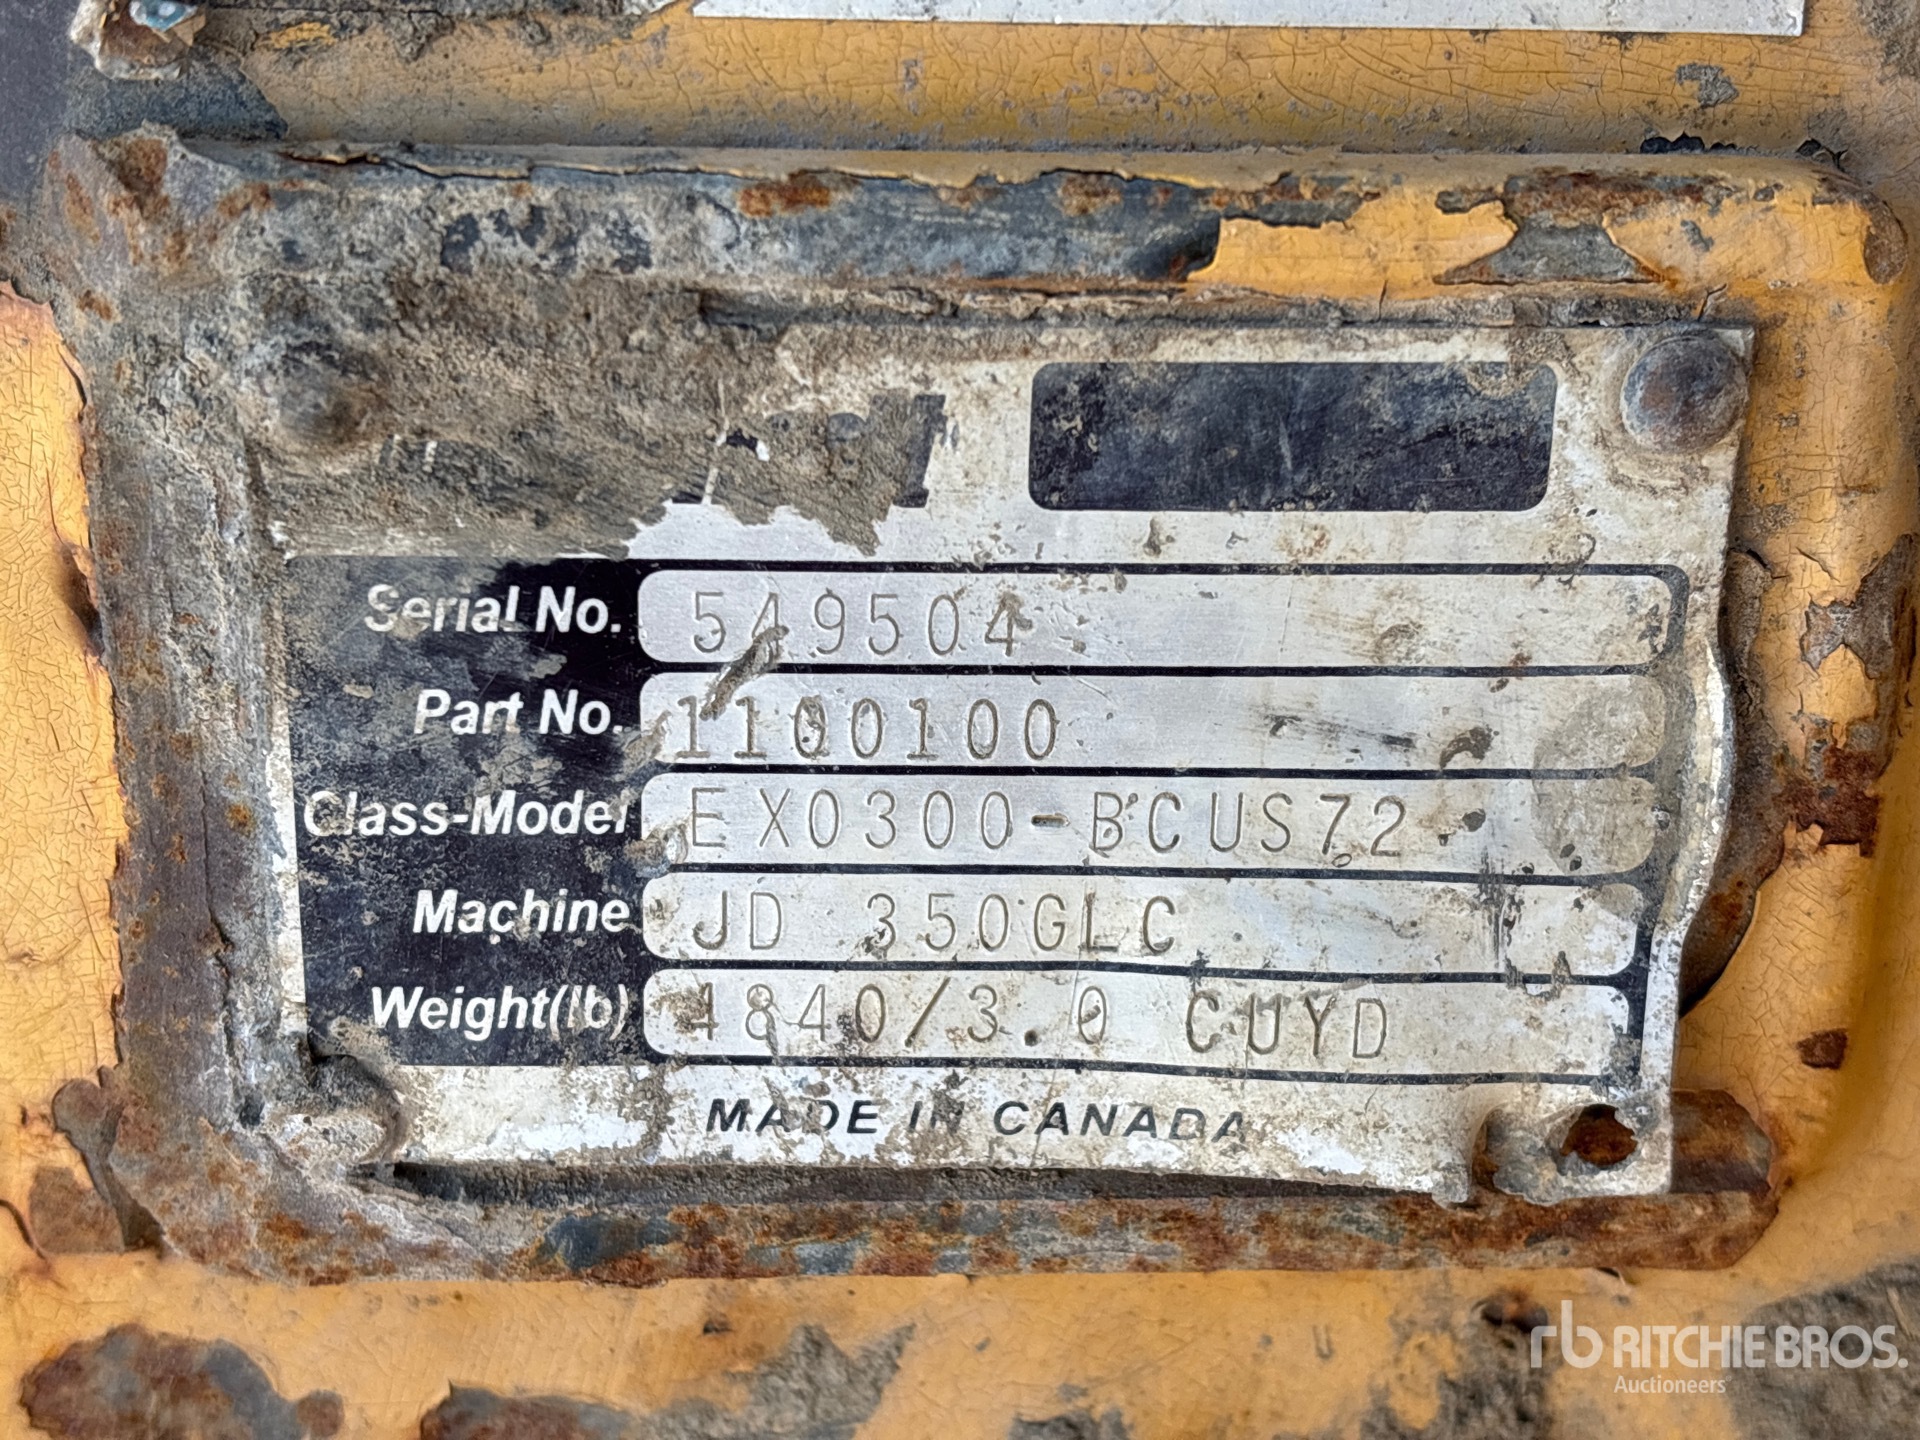 Serial No. 549504
Part No. 1100100
Class-Model EX0300-BCUS72
Machine JD 350GLC
Weight(lb) 4840/3.0 CUYD
MADE IN CANADA
rb RITCHIE BROS.
Auctioneers